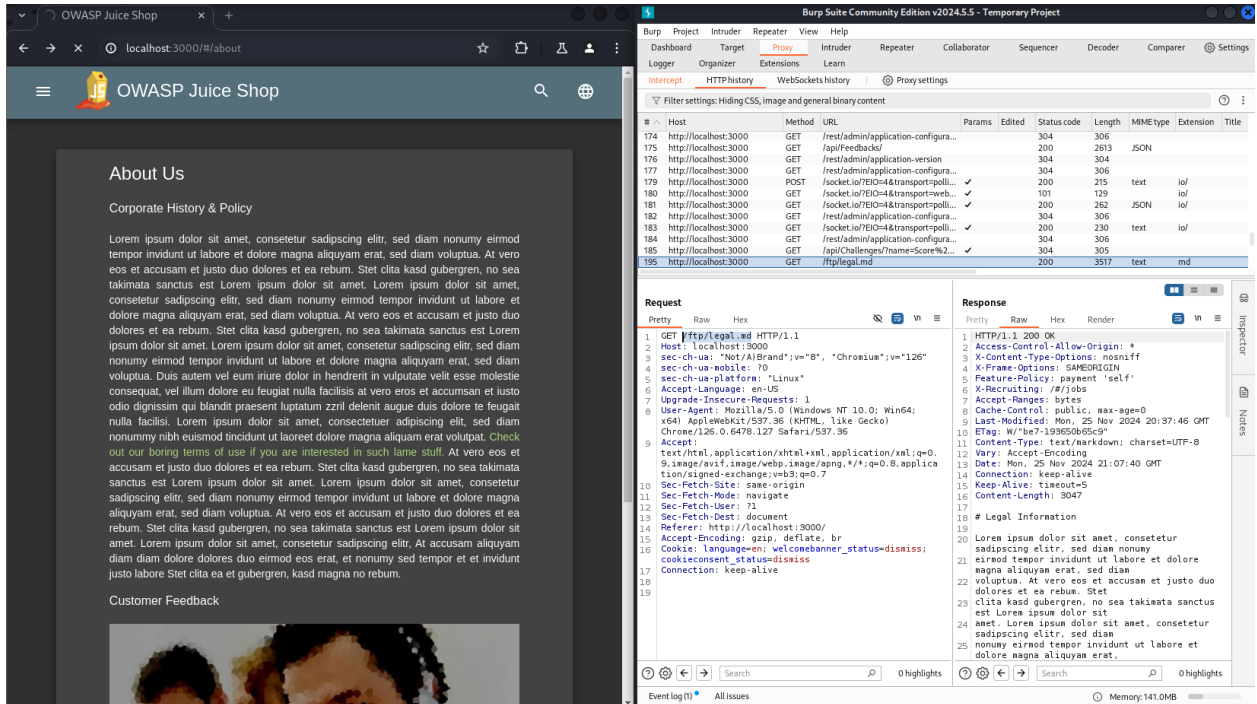 OWASP Juice Shop
localhost:3000/#/about
OWASP Juice Shop
About Us
Corporate History & Policy
Lorem ipsum dolor sit amet, consetetur sadipscing elitr, sed diam nonumy eirmod
tempor invidunt ut labore et dolore magna aliquyam erat, sed diam voluptua. At vero
eos et accusam et justo duo dolores et ea rebum. Stet clita kasd gubergren, no sea
takimata sanctus est Lorem ipsum dolor sit amet. Lorem ipsum dolor sit amet,
consetetur sadipscing elitr, sed diam nonumy eirmod tempor invidunt ut labore et
dolore magna aliquyam erat, sed diam voluptua. At vero eos et accusam et justo duo
dolores et ea rebum. Stet clita kasd gubergren, no sea takimata sanctus est Lorem
ipsum dolor sit amet. Lorem ipsum dolor sit amet, consetetur sadipscing elitr, sed diam
nonumy eirmod tempor invidunt ut labore et dolore magna aliquyam erat, sed diam
voluptua. Duis autem vel eum iriure dolor in hendrerit in vulputate velit esse molestie
consequat, vel illum dolore eu feugiat nulla facilisis at vero eros et accumsan et iusto
odio dignissim qui blandit praesent luptatum zzril delenit augue duis dolore te feugait
nulla facilisi. Lorem ipsum dolor sit amet, consectetuer adipiscing elit, sed diam
nonummy nibh euismod tincidunt ut laoreet dolore magna aliquam erat volutpat. Check
out our boring terms of use if you are interested in such lame stuff. At vero eos et
accusam et justo duo dolores et ea rebum. Stet clita kasd gubergren, no sea takimata
sanctus est Lorem ipsum dolor sit amet. Lorem ipsum dolor sit amet, consetetur
sadipscing elitr, sed diam nonumy eirmod tempor invidunt ut labore et dolore magna
aliquyam erat, sed diam voluptua. At vero eos et accusam et justo duo dolores et ea
rebum. Stet clita kasd gubergren, no sea takimata sanctus est Lorem ipsum dolor sit
amet. Lorem ipsum dolor sit amet, consetetur sadipscing elitr, At accusam aliquyam
diam diam dolore dolores duo eirmod eos erat, et nonumy sed tempor et et invidunt
justo labore Stet clita ea et gubergren, kasd magna no rebum.
Customer Feedback
Burp Suite Community Edition v2024.5.5 - Temporary Project
Burp Project Intruder Repeater View Help
Dashboard Target Proxy Intruder Repeater Collaborator Sequencer Decoder Comparer Settings
Logger Organizer Extensions Learn
Intercept HTTP history WebSockets history Proxy settings
Filter settings: Hiding CSS, image and general binary content
# Host Method URL Params Edited Status code Length MIME type Extension Title
174 http://localhost:3000 GET /rest/admin/application-configura... 304 306
175 http://localhost:3000 GET /api/Feedbacks/ 200 2613 JSON
176 http://localhost:3000 GET /rest/admin/application-version 304 304
177 http://localhost:3000 GET /rest/admin/application-configura... 304 306
179 http://localhost:3000 POST /socket.io/?EIO=4&transport=polli... ✓ 200 215 text io/
180 http://localhost:3000 GET /socket.io/?EIO=4&transport=web... ✓ 101 129 io/
181 http://localhost:3000 GET /socket.io/?EIO=4&transport=polli... ✓ 200 262 JSON io/
182 http://localhost:3000 GET /rest/admin/application-configura... 304 306
183 http://localhost:3000 GET /socket.io/?EIO=4&transport=polli... ✓ 200 230 text io/
184 http://localhost:3000 GET /rest/admin/application-configura... 304 306
185 http://localhost:3000 GET /api/Challenges/?name=Score%2... ✓ 304 305
195 http://localhost:3000 GET /ftp/legal.md 200 3517 text md
Request
Pretty Raw Hex
\n
1 GET /ftp/legal.md HTTP/1.1
2 Host: localhost:3000
3 sec-ch-ua: "Not/A)Brand";v="8", "Chromium";v="126"
4 sec-ch-ua-mobile: ?0
5 sec-ch-ua-platform: "Linux"
6 Accept-Language: en-US
7 Upgrade-Insecure-Requests: 1
8 User-Agent: Mozilla/5.0 (Windows NT 10.0; Win64;
x64) AppleWebKit/537.36 (KHTML, like Gecko)
Chrome/126.0.6478.127 Safari/537.36
9 Accept:
text/html,application/xhtml+xml,application/xml;q=0.
9,image/avif,image/webp,image/apng,*/*;q=0.8,applica
tion/signed-exchange;v=b3;q=0.7
10 Sec-Fetch-Site: same-origin
11 Sec-Fetch-Mode: navigate
12 Sec-Fetch-User: ?1
13 Sec-Fetch-Dest: document
14 Referer: http://localhost:3000/
15 Accept-Encoding: gzip, deflate, br
16 Cookie: language=en; welcomebanner_status=dismiss;
cookieconsent_status=dismiss
17 Connection: keep-alive
18
19
Search 0 highlights
Response
Pretty Raw Hex Render
\n
1 HTTP/1.1 200 OK
2 Access-Control-Allow-Origin: *
3 X-Content-Type-Options: nosniff
4 X-Frame-Options: SAMEORIGIN
5 Feature-Policy: payment 'self'
6 X-Recruiting: /#/jobs
7 Accept-Ranges: bytes
8 Cache-Control: public, max-age=0
9 Last-Modified: Mon, 25 Nov 2024 20:37:46 GMT
10 ETag: W/"be7-193650b65c9"
11 Content-Type: text/markdown; charset=UTF-8
12 Vary: Accept-Encoding
13 Date: Mon, 25 Nov 2024 21:07:40 GMT
14 Connection: keep-alive
15 Keep-Alive: timeout=5
16 Content-Length: 3047
17
18 # Legal Information
19
20 Lorem ipsum dolor sit amet, consetetur
sadipscing elitr, sed diam nonumy
21 eirmod tempor invidunt ut labore et dolore
magna aliquyam erat, sed diam
22 voluptua. At vero eos et accusam et justo duo
dolores et ea rebum. Stet
23 clita kasd gubergren, no sea takimata sanctus
est Lorem ipsum dolor sit
24 amet. Lorem ipsum dolor sit amet, consetetur
sadipscing elitr, sed diam
25 nonumy eirmod tempor invidunt ut labore et
dolore magna aliquyam erat,
Search 0 highlights
Inspector
Notes
Event log (1) All issues
Memory: 141.0MB